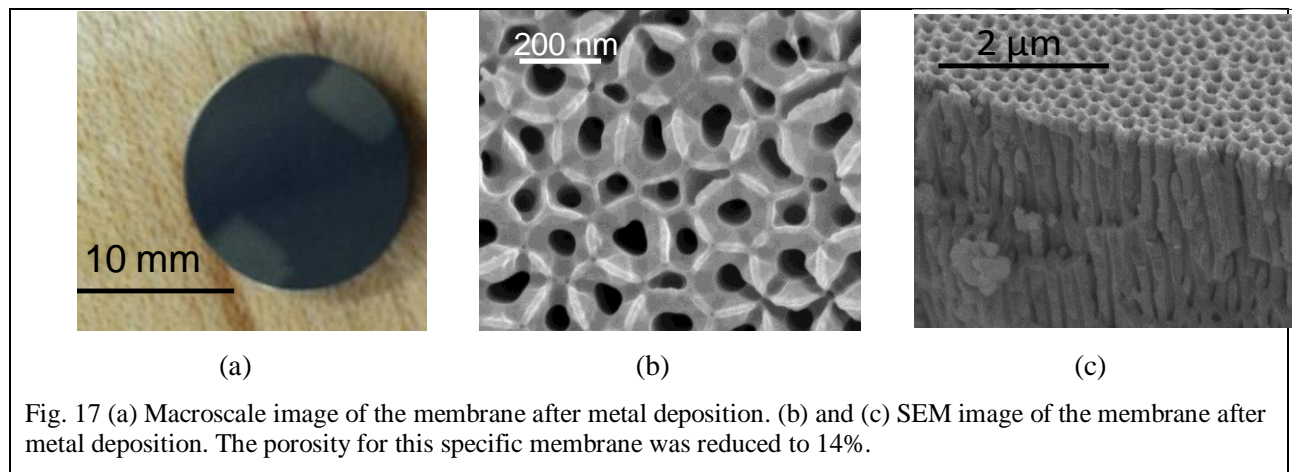 10 mm
200 nm
2 μm
(a)
(b)
(c)
Fig. 17 (a) Macroscale image of the membrane after metal deposition. (b) and (c) SEM image of the membrane after
metal deposition. The porosity for this specific membrane was reduced to 14%.